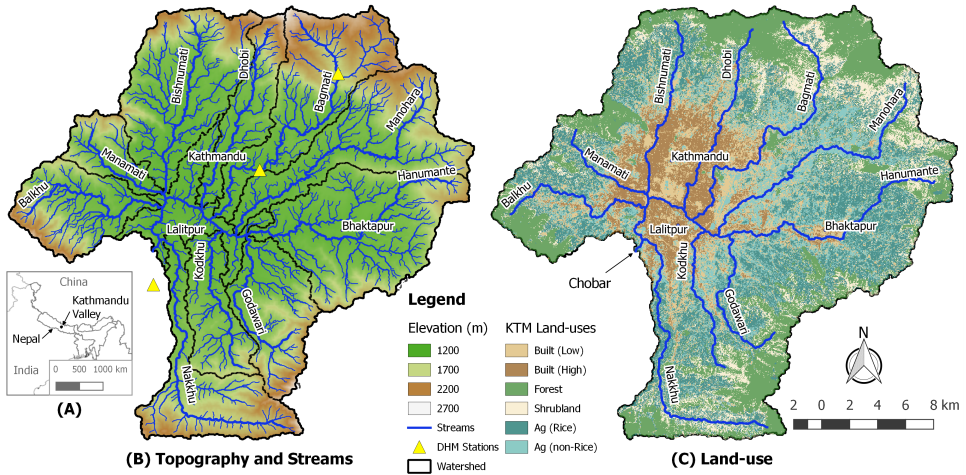 Bishnumati
Dhobi
Bagmati
Manohara
Kathmandu
Manamati
Hanumante
Balkhu
Lalitpur
Bhaktapur
Kodkhu
Godawari
Nakkhu
China
Kathmandu
Valley
Nepal
India
0 500 1000 km
(A)
(B) Topography and Streams
Legend
Elevation (m)
1200
1700
2200
2700
Streams
DHM Stations
Watershed
KTM Land-uses
Built (Low)
Built (High)
Forest
Shrubland
Ag (Rice)
Ag (non-Rice)
Bishnumati
Dhobi
Bagmati
Manohara
Kathmandu
Manamati
Hanumante
Balkhu
Lalitpur
Bhaktapur
Kodkhu
Chobar
Godawari
Nakkhu
N
2 0 2 4 6 8 km
(C) Land-use